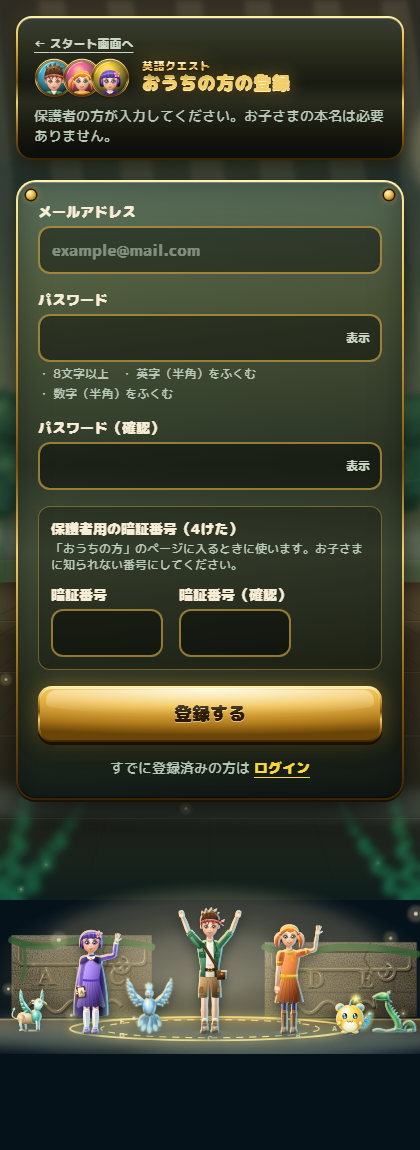 ← スタート画面へ
英語クエスト
おうちの方の登録
保護者の方が入力してください。お子さまの本名は必要
ありません。
メールアドレス
example@mail.com
パスワード
表示
・ 8文字以上　・ 英字（半角）をふくむ
・ 数字（半角）をふくむ
パスワード（確認）
表示
保護者用の暗証番号（4けた）
「おうちの方」のページに入るときに使います。お子さま
に知られない番号にしてください。
暗証番号　暗証番号（確認）
登録する
すでに登録済みの方は ログイン
A C D E